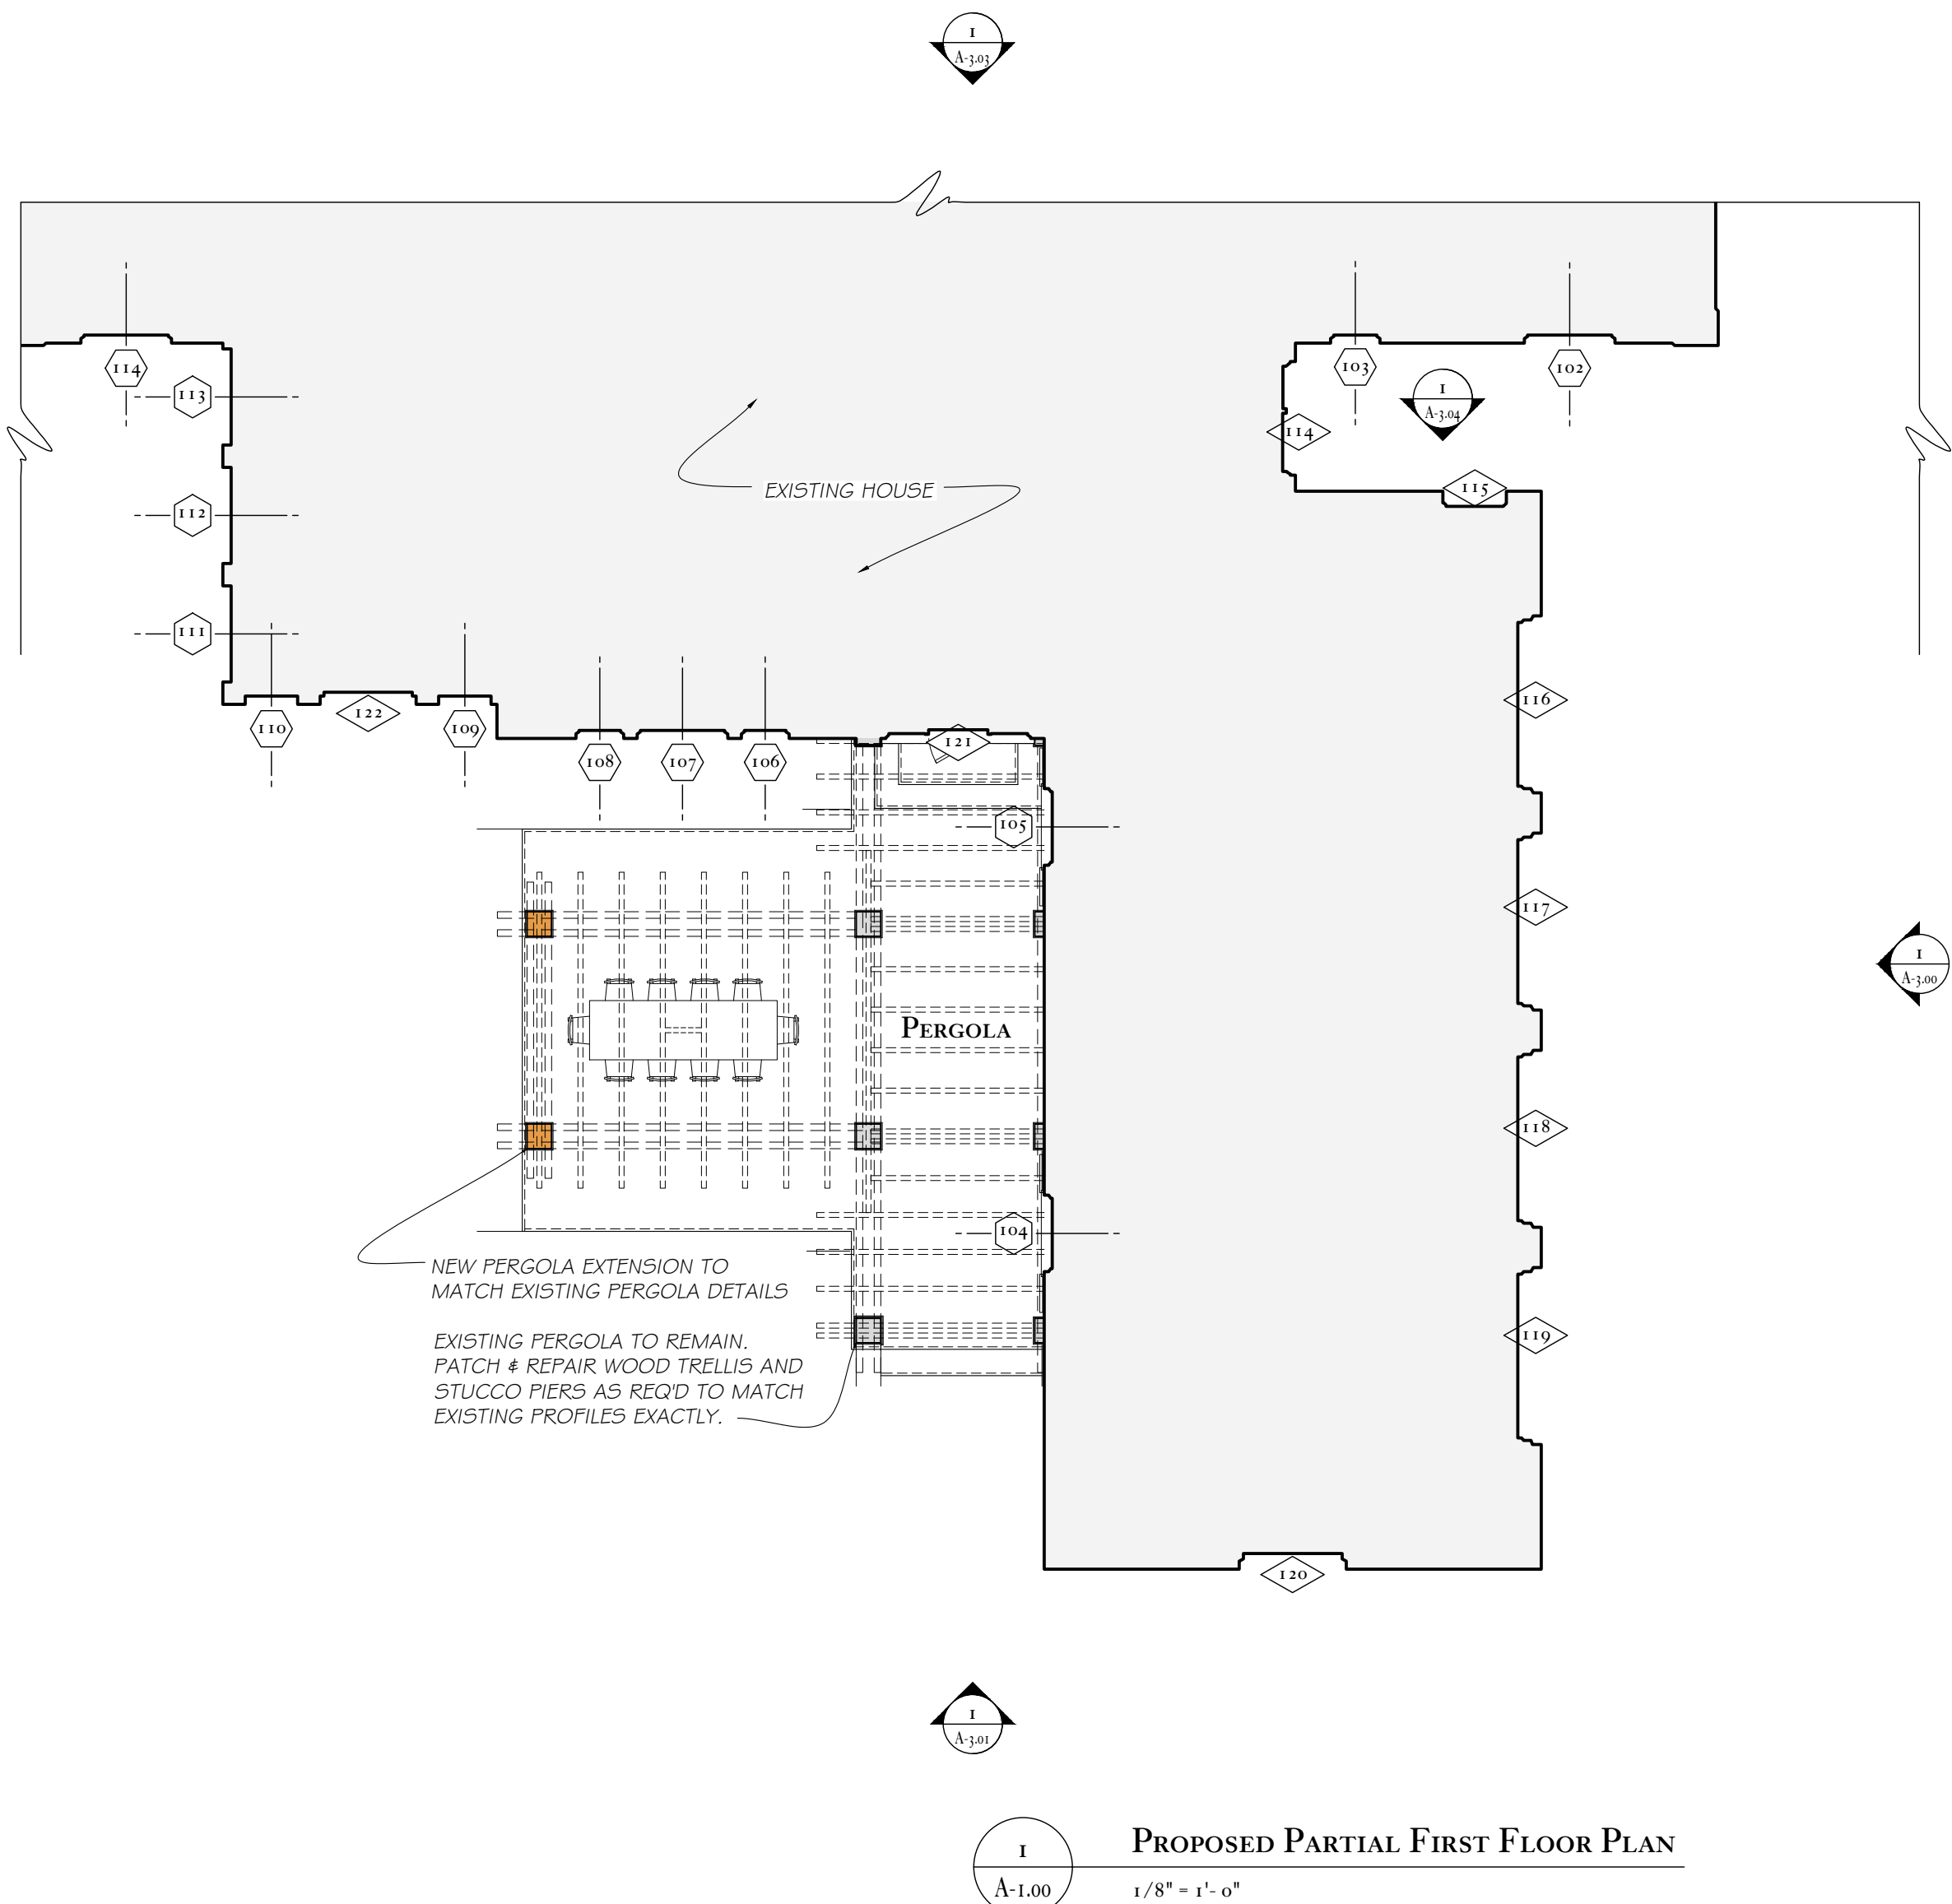 1
A-3.03
114
113
103
102
1
A-3.04
114
EXISTING HOUSE
115
112
111
116
122
110
109
121
108
107
106
105
117
1
A-3.00
PERGOLA
118
104
NEW PERGOLA EXTENSION TO
MATCH EXISTING PERGOLA DETAILS
119
EXISTING PERGOLA TO REMAIN.
PATCH & REPAIR WOOD TRELLIS AND
STUCCO PIERS AS REQ'D TO MATCH
EXISTING PROFILES EXACTLY.
120
1
A-3.01
1
A-1.00
PROPOSED PARTIAL FIRST FLOOR PLAN
1/8" = 1'- 0"